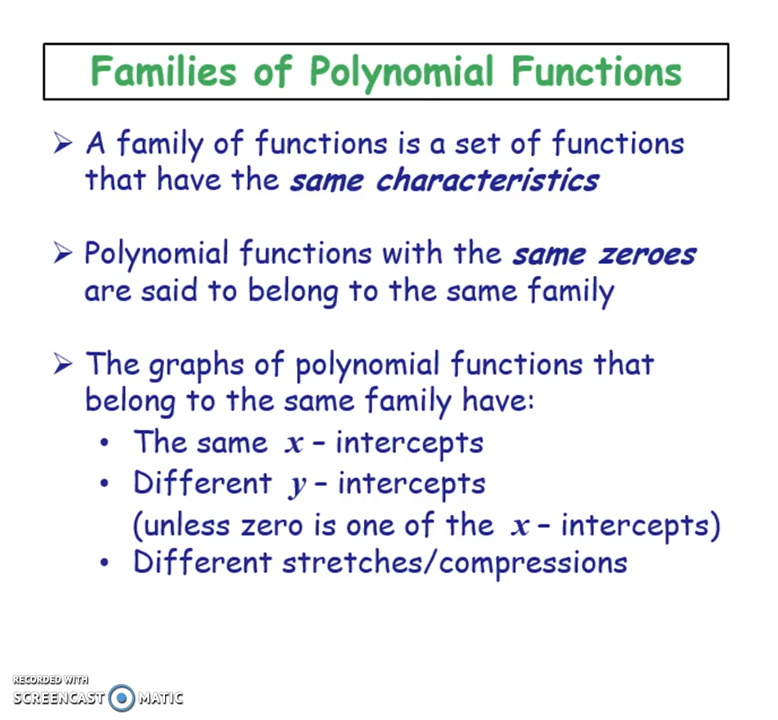 Families of Polynomial Functions
➢ A family of functions is a set of functions
that have the same characteristics
➢ Polynomial functions with the same zeroes
are said to belong to the same family
➢ The graphs of polynomial functions that
belong to the same family have:
• The same x – intercepts
• Different y – intercepts
(unless zero is one of the x – intercepts)
• Different stretches/compressions
RECORDED WITH
SCREENCAST MATIC